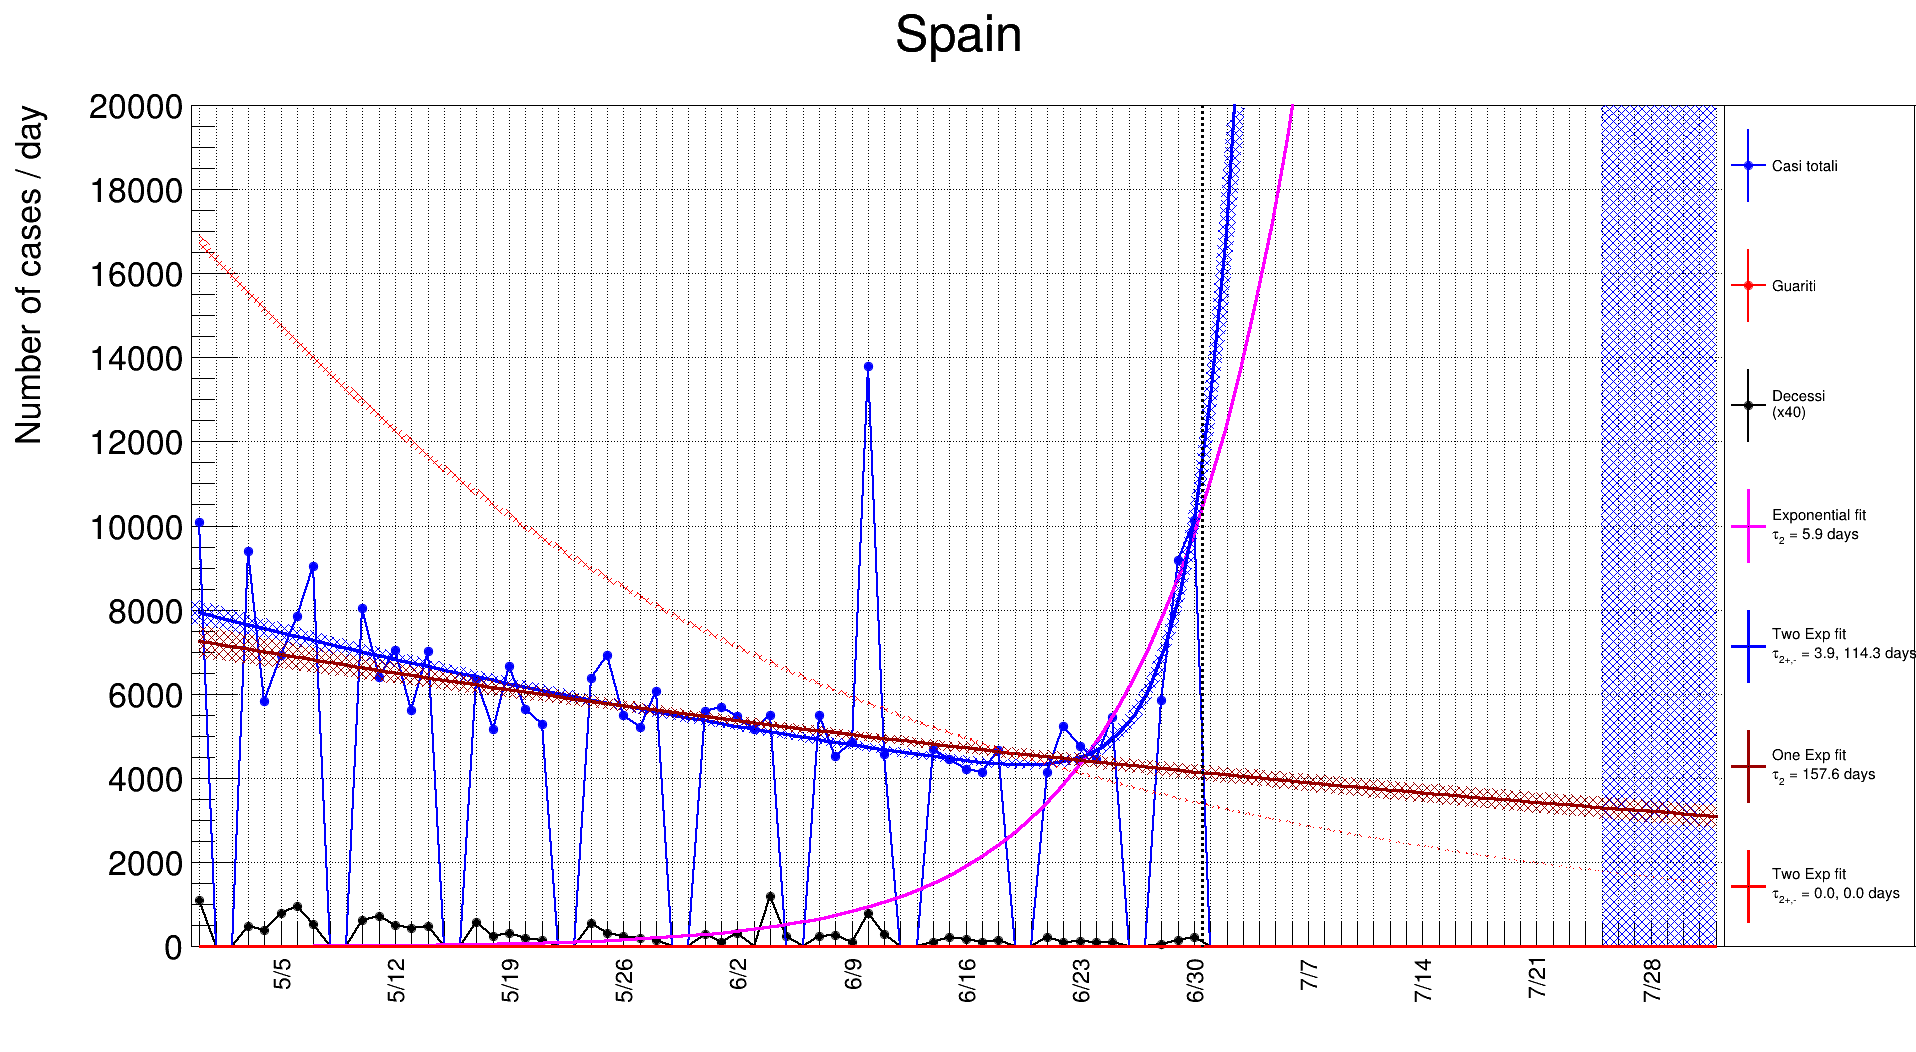 Spain
Number of cases / day
20000
18000
16000
14000
12000
10000
8000
6000
4000
2000
0
5/5
5/12
5/19
5/26
6/2
6/9
6/16
6/23
6/30
7/7
7/14
7/21
7/28
Casi totali
Guariti
Decessi
(x40)
Exponential fit
τ2 = 5.9 days
Two Exp fit
τ2+,- = 3.9, 114.3 days
One Exp fit
τ2 = 157.6 days
Two Exp fit
τ2+,- = 0.0, 0.0 days